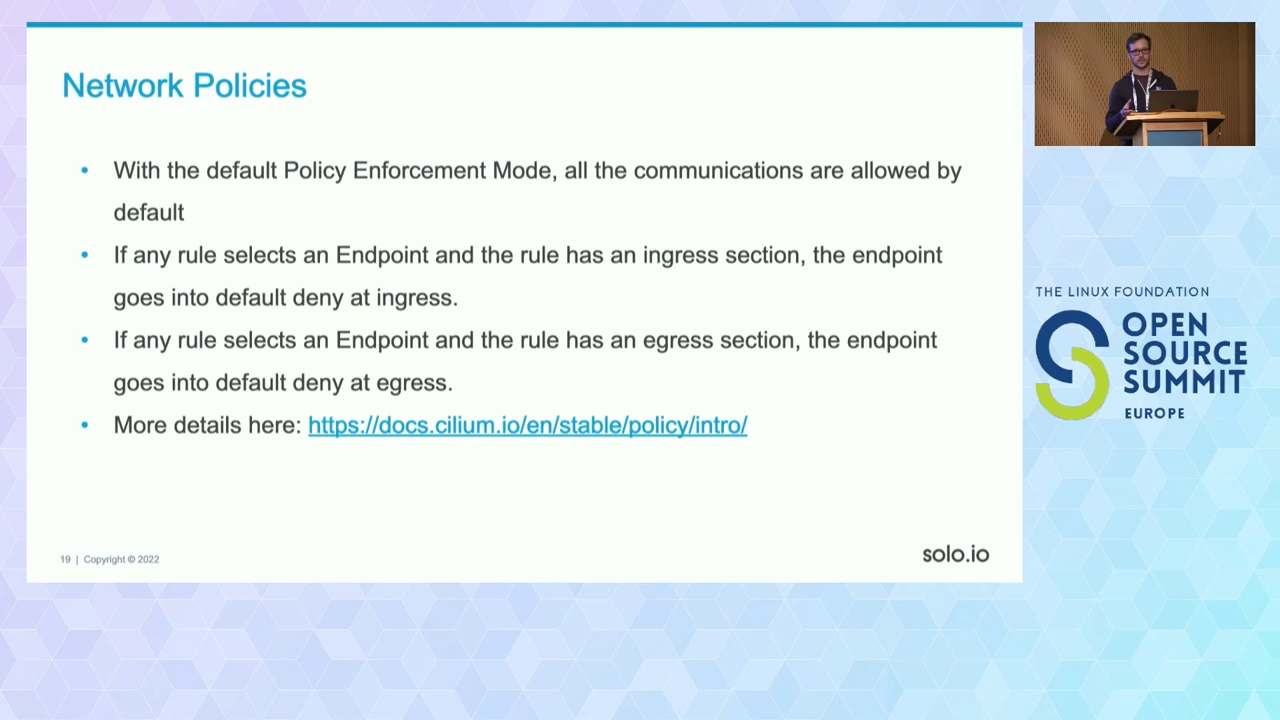 Network Policies
• With the default Policy Enforcement Mode, all the communications are allowed by
default
• If any rule selects an Endpoint and the rule has an ingress section, the endpoint
goes into default deny at ingress.
• If any rule selects an Endpoint and the rule has an egress section, the endpoint
goes into default deny at egress.
• More details here: https://docs.cilium.io/en/stable/policy/intro/
19 | Copyright © 2022
solo.io
THE LINUX FOUNDATION
OPEN
SOURCE
SUMMIT
EUROPE